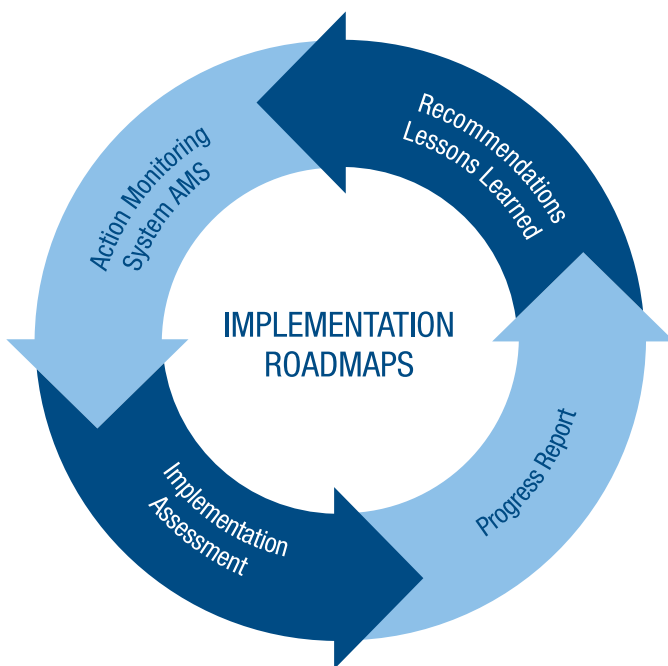 Recommendations
Lessons Learned
Action Monitoring
System AMS
IMPLEMENTATION
ROADMAPS
Implementation
Assessment
Progress Report